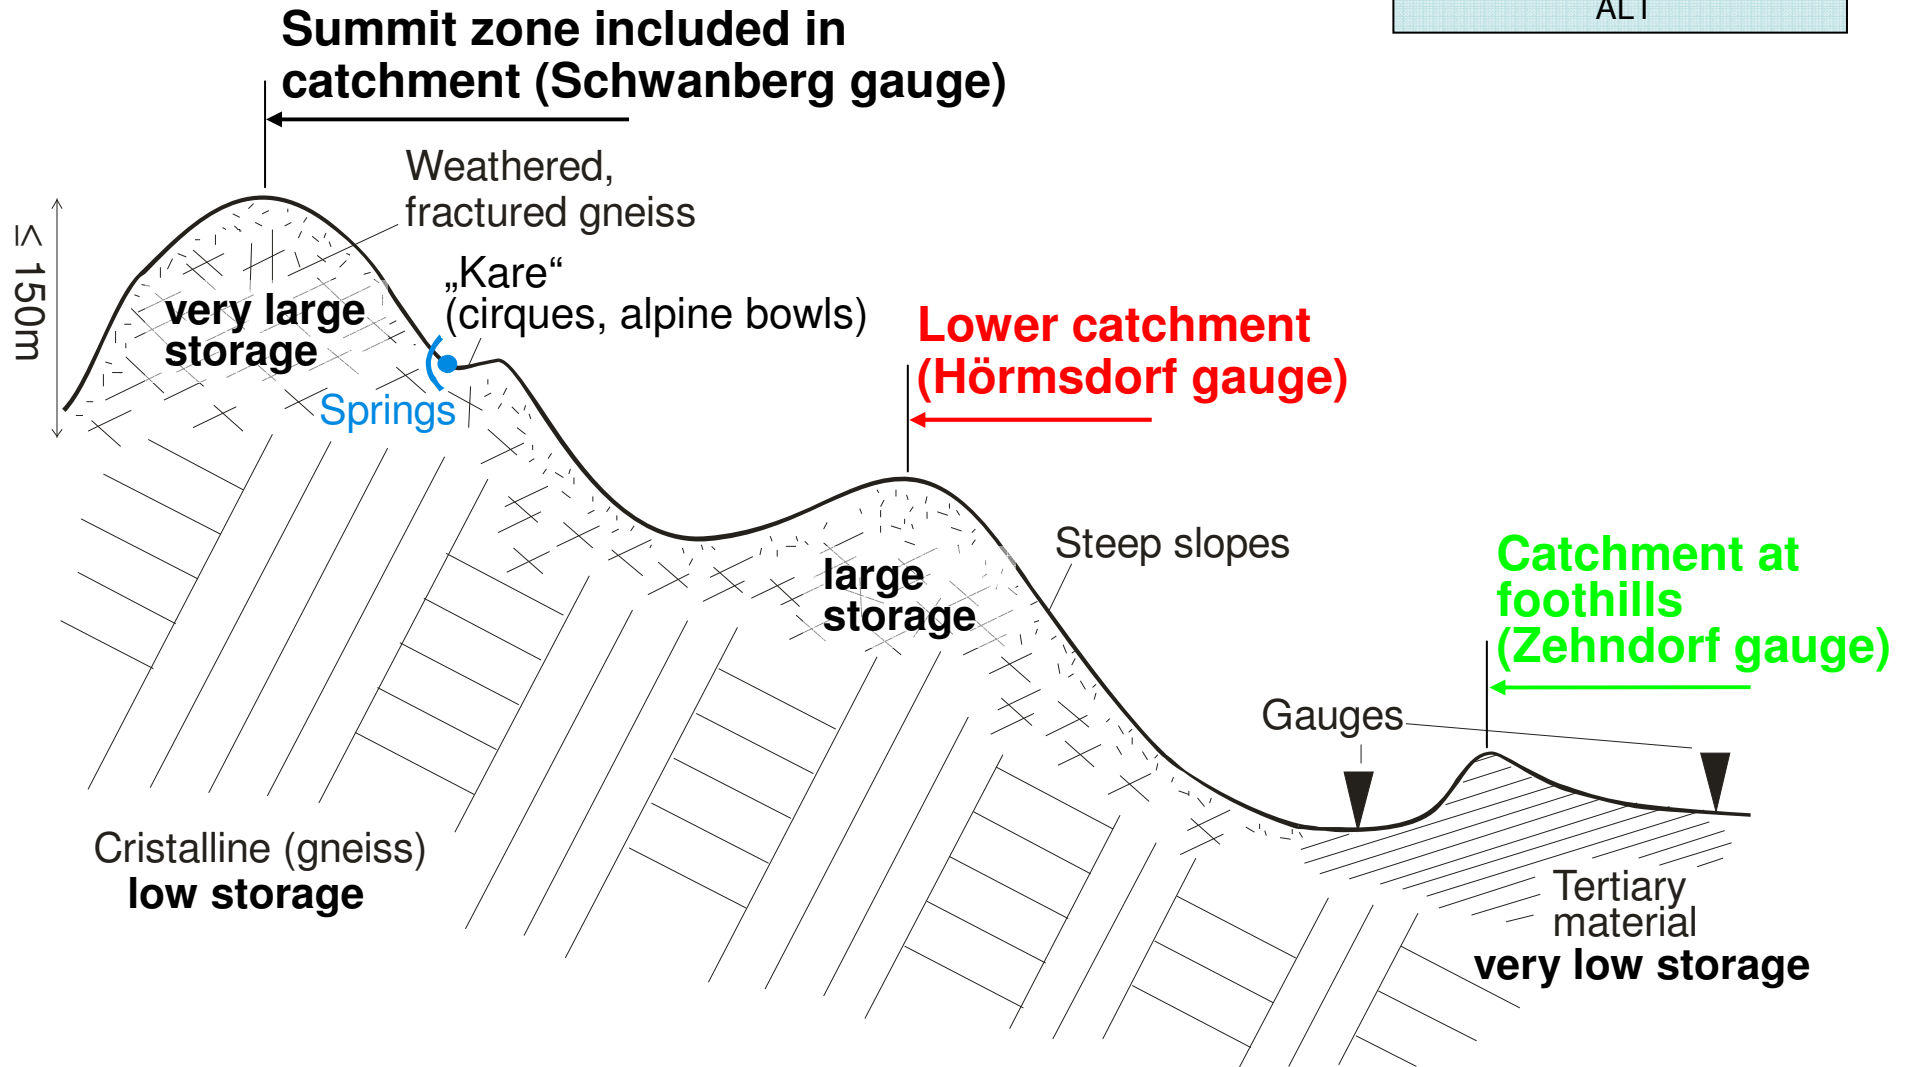 ALT
Summit zone included in
catchment (Schwanberg gauge)
Weathered,
fractured gneiss
≤ 150m
„Kare“
(cirques, alpine bowls)
very large
storage
Springs
Lower catchment
(Hörmsdorf gauge)
Steep slopes
large
storage
Catchment at
foothills
(Zehndorf gauge)
Gauges
Cristalline (gneiss)
low storage
Tertiary
material
very low storage